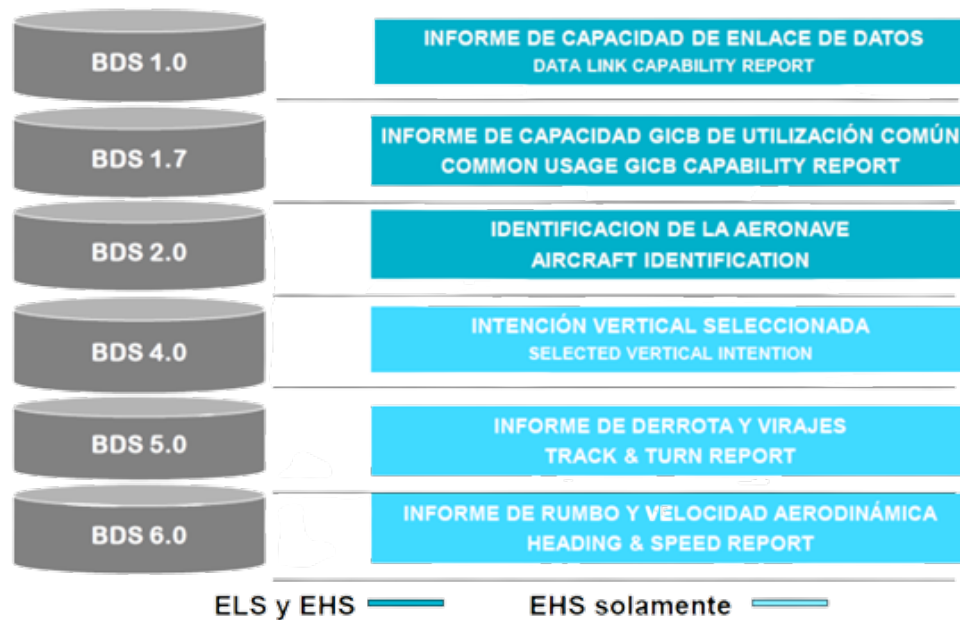 BDS 1.0
INFORME DE CAPACIDAD DE ENLACE DE DATOS
DATA LINK CAPABILITY REPORT
BDS 1.7
INFORME DE CAPACIDAD GICB DE UTILIZACIÓN COMÚN
COMMON USAGE GICB CAPABILITY REPORT
BDS 2.0
IDENTIFICACION DE LA AERONAVE
AIRCRAFT IDENTIFICATION
BDS 4.0
INTENCIÓN VERTICAL SELECCIONADA
SELECTED VERTICAL INTENTION
BDS 5.0
INFORME DE DERROTA Y VIRAJES
TRACK & TURN REPORT
BDS 6.0
INFORME DE RUMBO Y VELOCIDAD AERODINÁMICA
HEADING & SPEED REPORT
ELS y EHS
EHS solamente